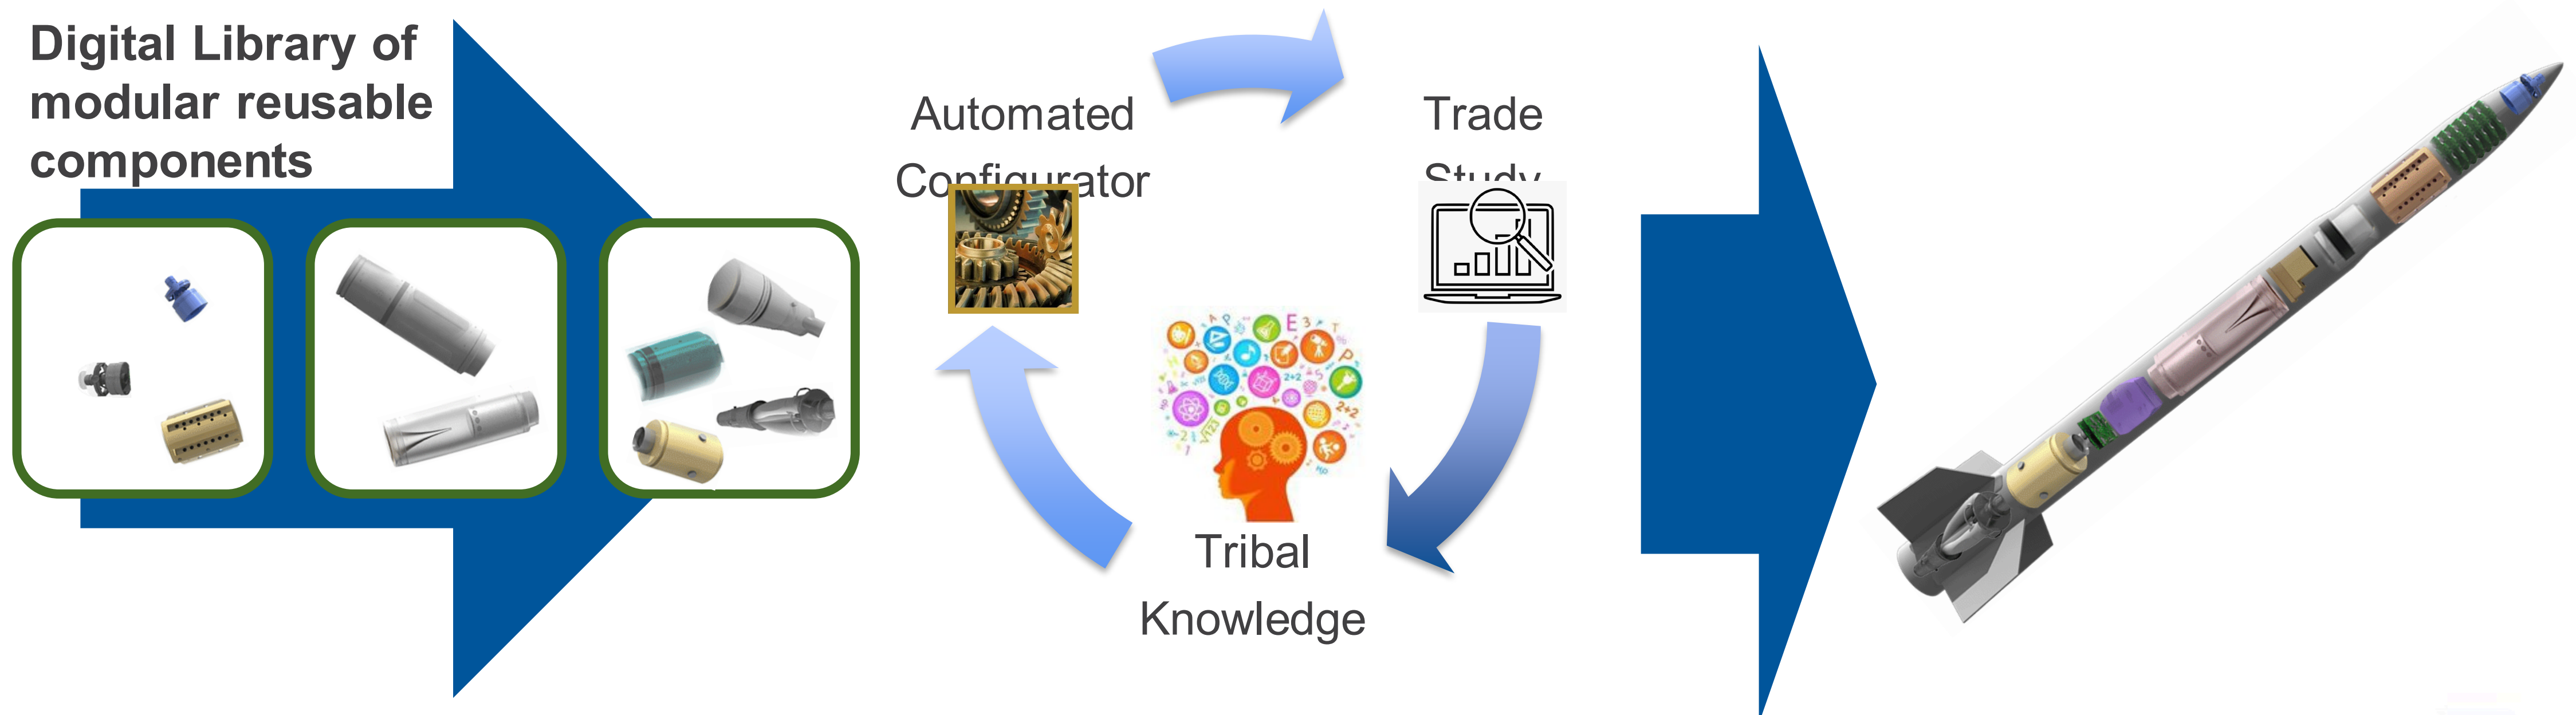 Digital Library of
modular reusable
components
Automated
Configurator
Trade
Study
Tribal
Knowledge